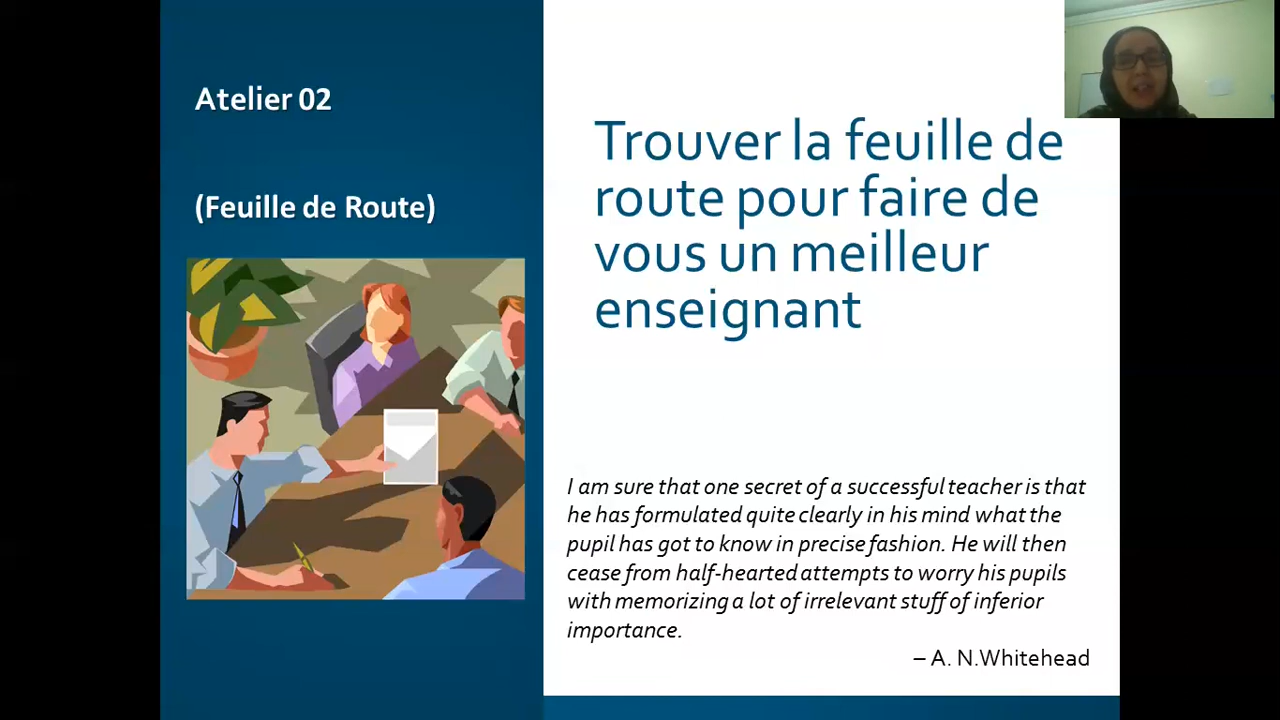 Atelier 02
(Feuille de Route)
Trouver la feuille de
route pour faire de
vous un meilleur
enseignant
I am sure that one secret of a successful teacher is that
he has formulated quite clearly in his mind what the
pupil has got to know in precise fashion. He will then
cease from half-hearted attempts to worry his pupils
with memorizing a lot of irrelevant stuff of inferior
importance.
– A. N.Whitehead